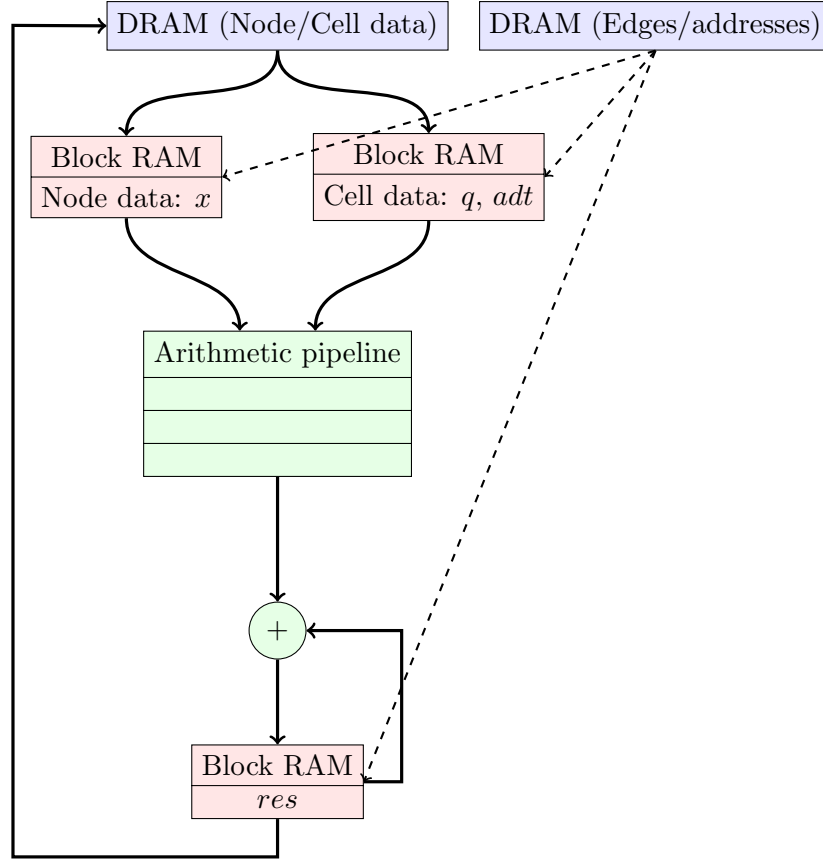 DRAM (Node/Cell data)
DRAM (Edges/addresses)
Block RAM
Node data: x
Block RAM
Cell data: q, adt
Arithmetic pipeline
+
Block RAM
res